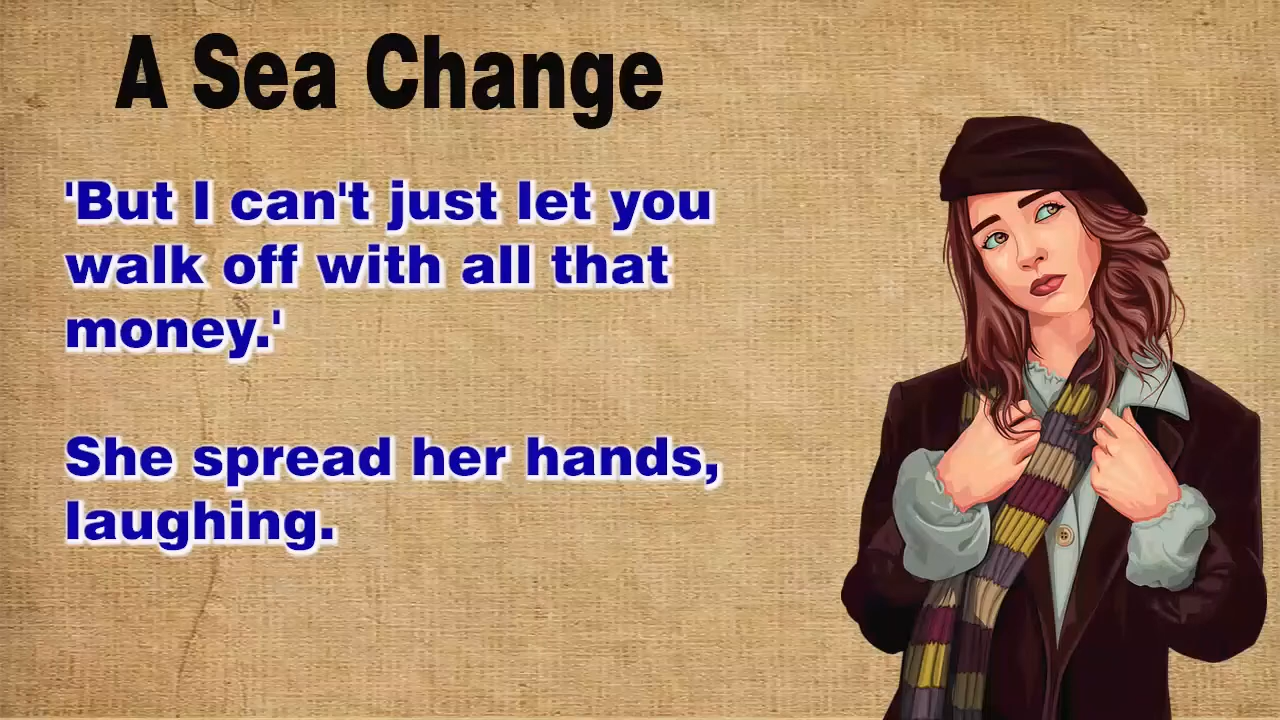 A Sea Change
'But I can't just let you
walk off with all that
money.'
She spread her hands,
laughing.